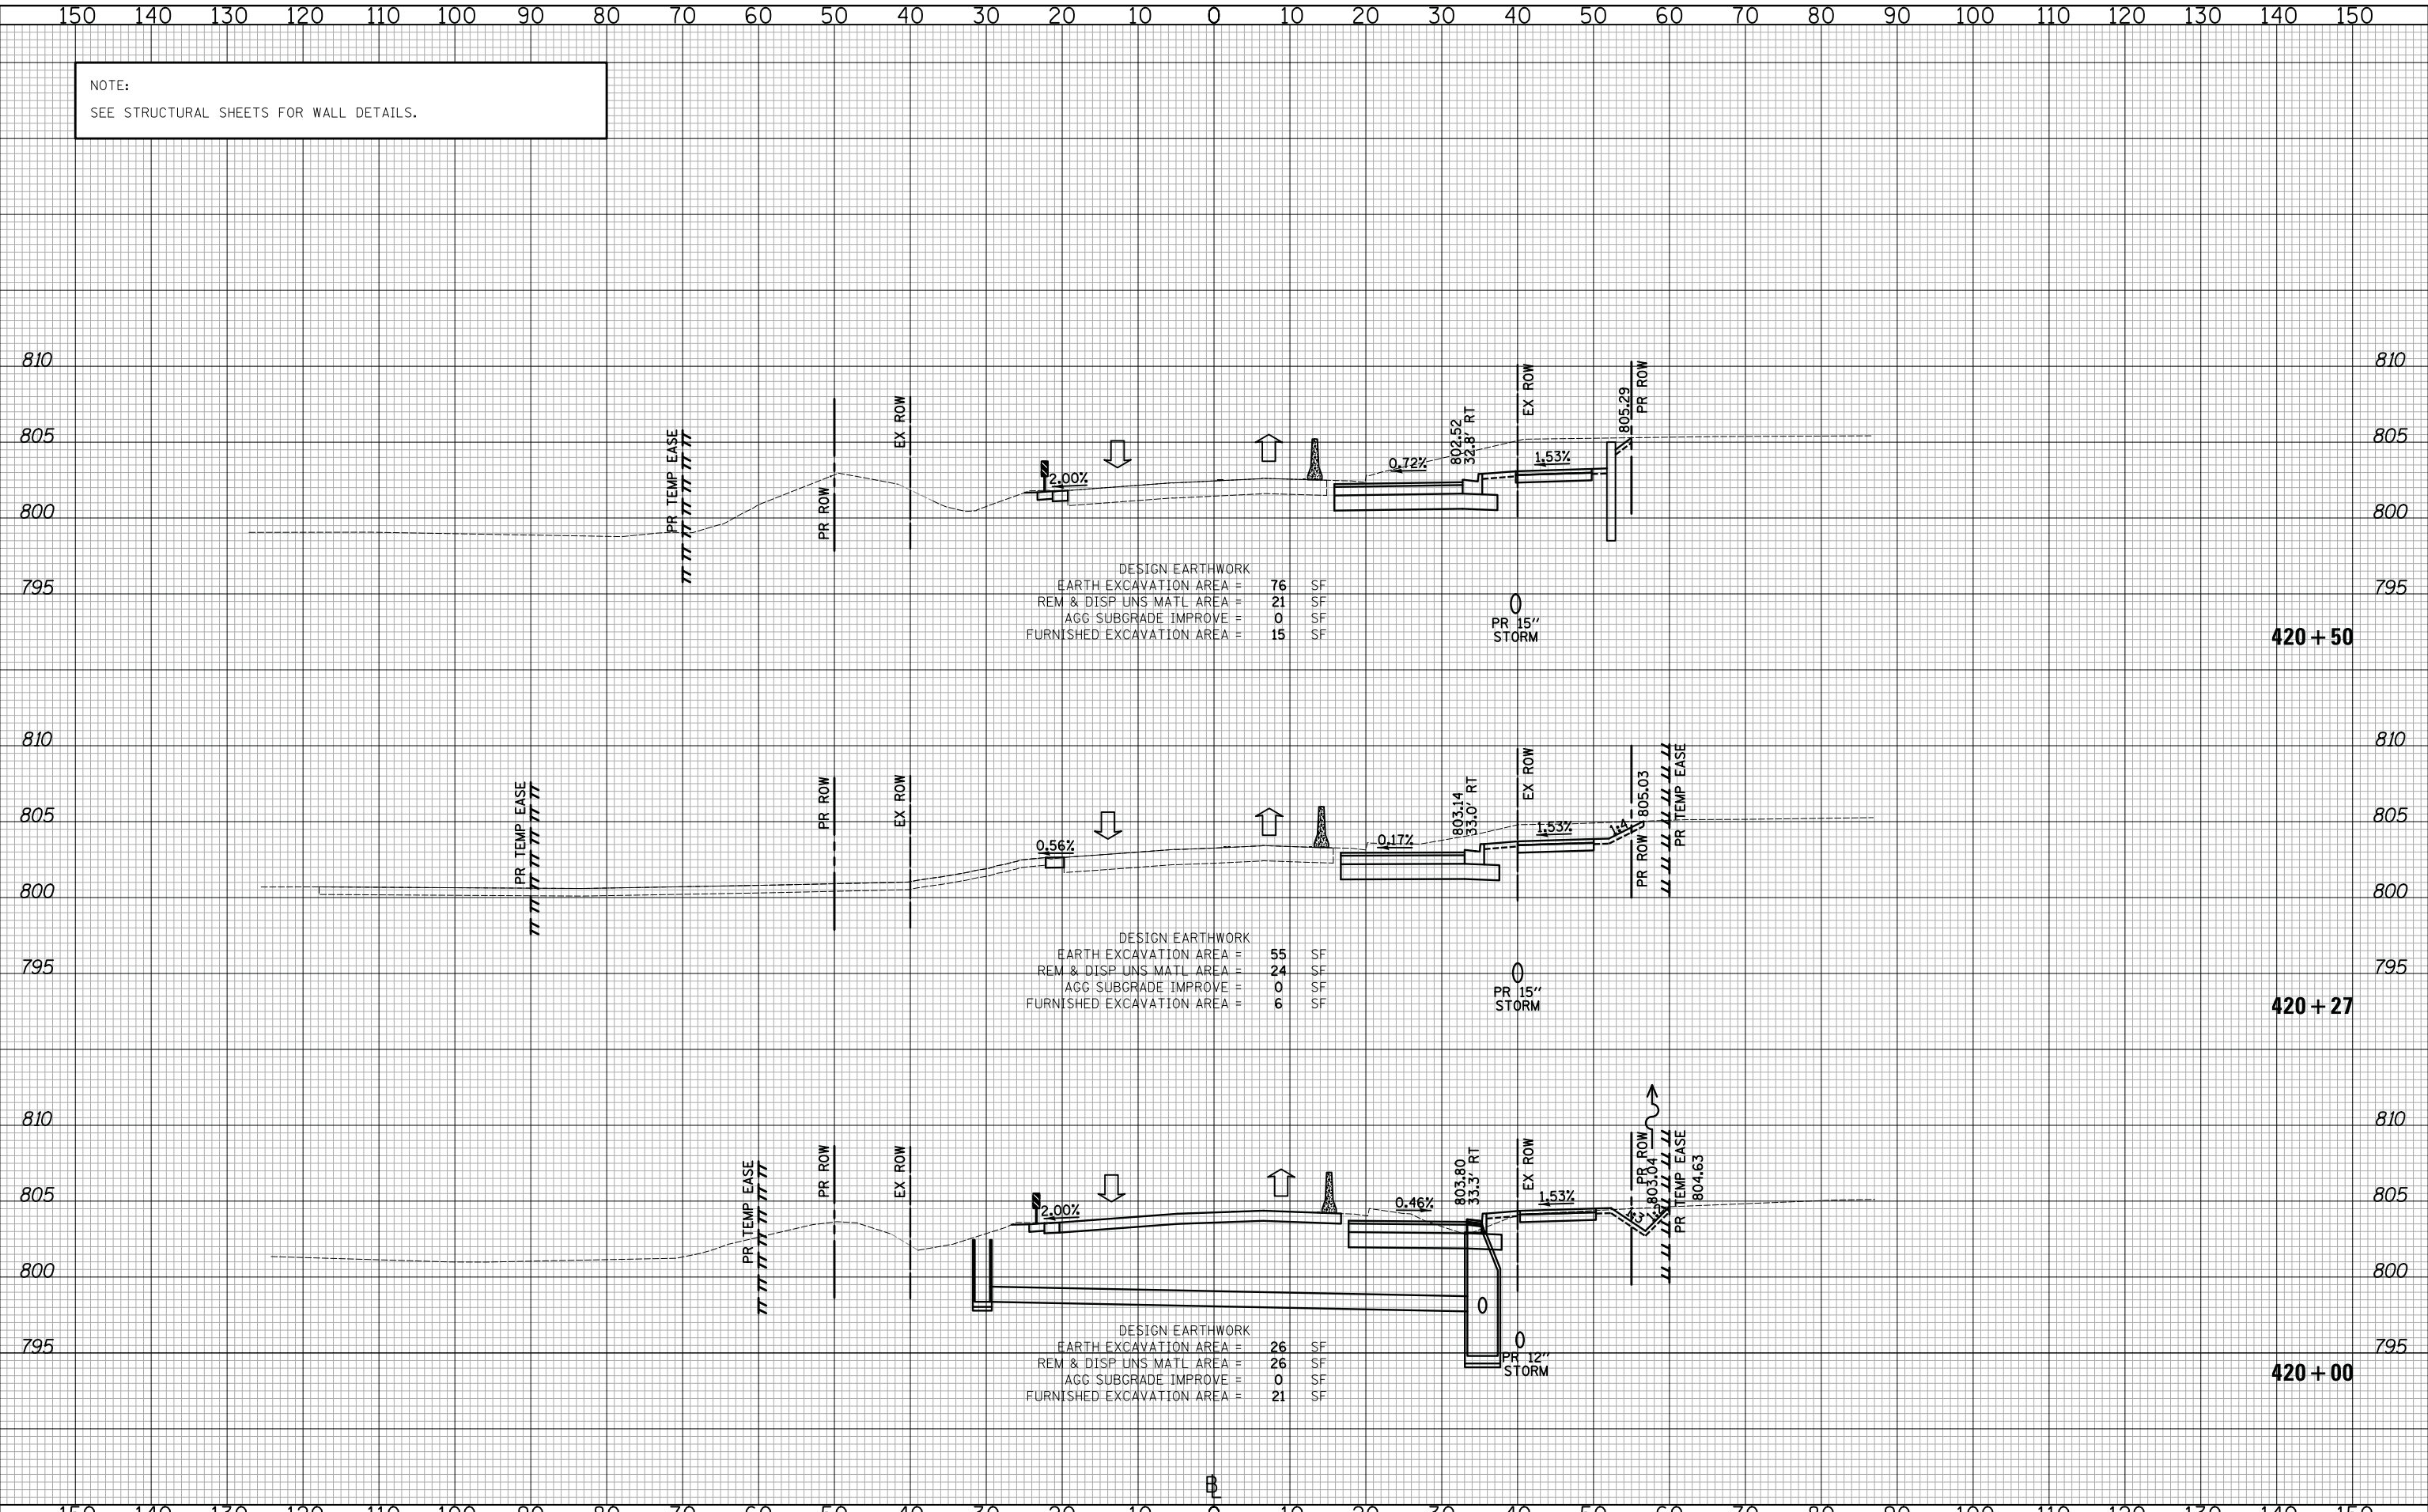 150 140 130 120 110 100 90 80 70 60 50 40 30 20 10 0 10 20 30 40 50 60 70 80 90 100 110 120 130 140 150
NOTE:
SEE STRUCTURAL SHEETS FOR WALL DETAILS.
810 810
805 805
800 800
795 795
PR TEMP EASE
PR ROW
EX ROW
2.00%
0.72%
802.52
32.8' RT
EX ROW
1.53%
805.29
PR ROW
DESIGN EARTHWORK
EARTH EXCAVATION AREA = 76 SF
REM & DISP UNS MATL AREA = 21 SF
AGG SUBGRADE IMPROVE = 0 SF
FURNISHED EXCAVATION AREA = 15 SF
PR 15"
STORM
420+50
810 810
805 805
800 800
795 795
PR TEMP EASE
PR ROW
EX ROW
0.56%
0.17%
803.14
33.0' RT
EX ROW
1.53%
1:4
805.03
PR ROW
PR TEMP EASE
DESIGN EARTHWORK
EARTH EXCAVATION AREA = 55 SF
REM & DISP UNS MATL AREA = 24 SF
AGG SUBGRADE IMPROVE = 0 SF
FURNISHED EXCAVATION AREA = 6 SF
PR 15"
STORM
420+27
810 810
805 805
800 800
795 795
PR TEMP EASE
PR ROW
EX ROW
2.00%
0.46%
803.80
33.3' RT
EX ROW
1.53%
1:3
1:2
PR ROW
803.04
PR TEMP EASE
804.63
DESIGN EARTHWORK
EARTH EXCAVATION AREA = 26 SF
REM & DISP UNS MATL AREA = 26 SF
AGG SUBGRADE IMPROVE = 0 SF
FURNISHED EXCAVATION AREA = 21 SF
PR 12"
STORM
420+00
BL
150 140 130 120 110 100 90 80 70 60 50 40 30 20 10 0 10 20 30 40 50 60 70 80 90 100 110 120 130 140 150